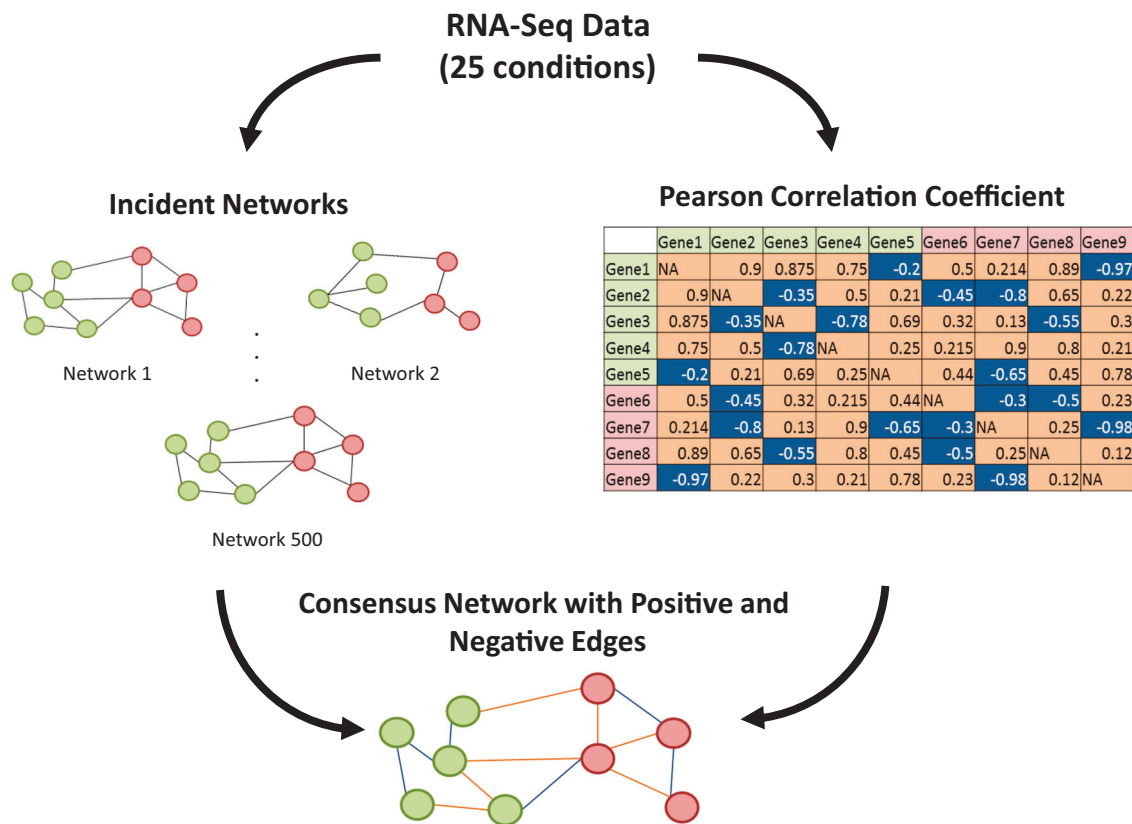 RNA-Seq Data
(25 conditions)
Incident Networks
Network 1
Network 2
Network 500
Pearson Correlation Coefficient
Gene1 Gene2 Gene3 Gene4 Gene5 Gene6 Gene7 Gene8 Gene9
Gene1 NA 0.9 0.875 0.75 -0.2 0.5 0.214 0.89 -0.97
Gene2 0.9 NA -0.35 0.5 0.21 -0.45 -0.8 0.65 0.22
Gene3 0.875 -0.35 NA -0.78 0.69 0.32 0.13 -0.55 0.3
Gene4 0.75 0.5 -0.78 NA 0.25 0.215 0.9 0.8 0.21
Gene5 -0.2 0.21 0.69 0.25 NA 0.44 -0.65 0.45 0.78
Gene6 0.5 -0.45 0.32 0.215 0.44 NA -0.3 -0.5 0.23
Gene7 0.214 -0.8 0.13 0.9 -0.65 -0.3 NA 0.25 -0.98
Gene8 0.89 0.65 -0.55 0.8 0.45 -0.5 0.25 NA 0.12
Gene9 -0.97 0.22 0.3 0.21 0.78 0.23 -0.98 0.12 NA
Consensus Network with Positive and
Negative Edges